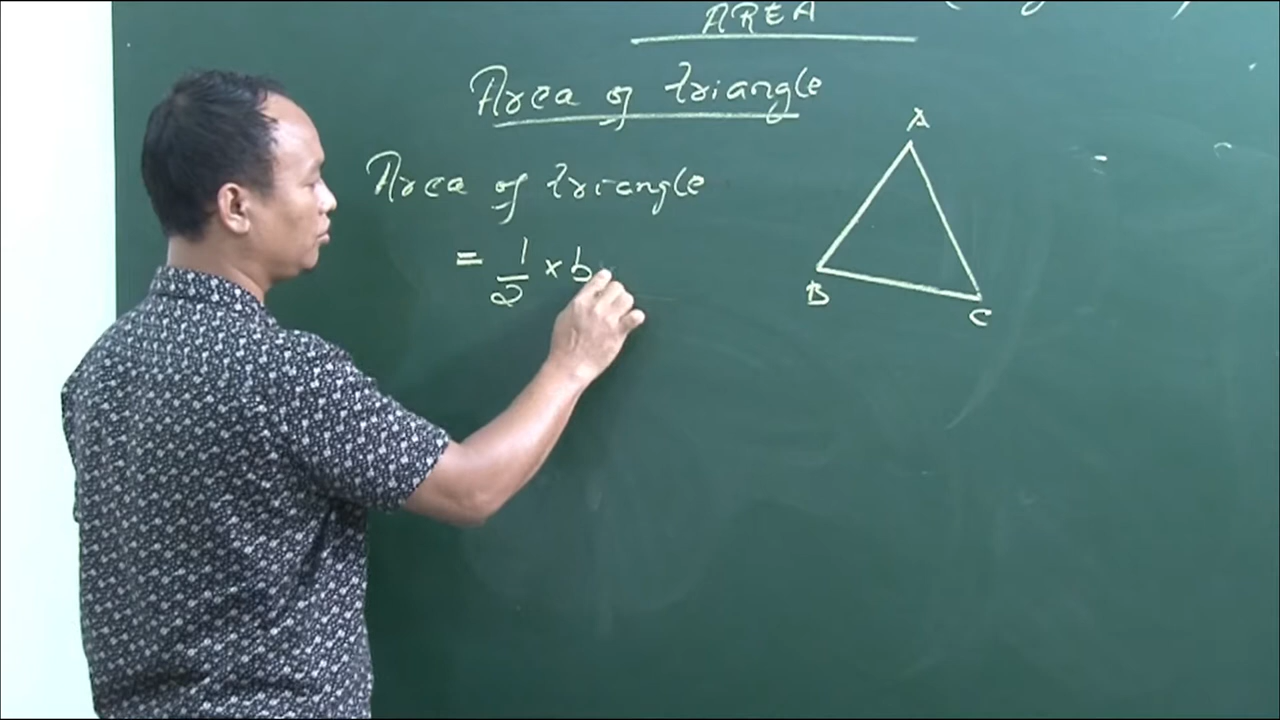 AREA
Area of triangle
Area of triangle
= 1/2 × b
A
B
C